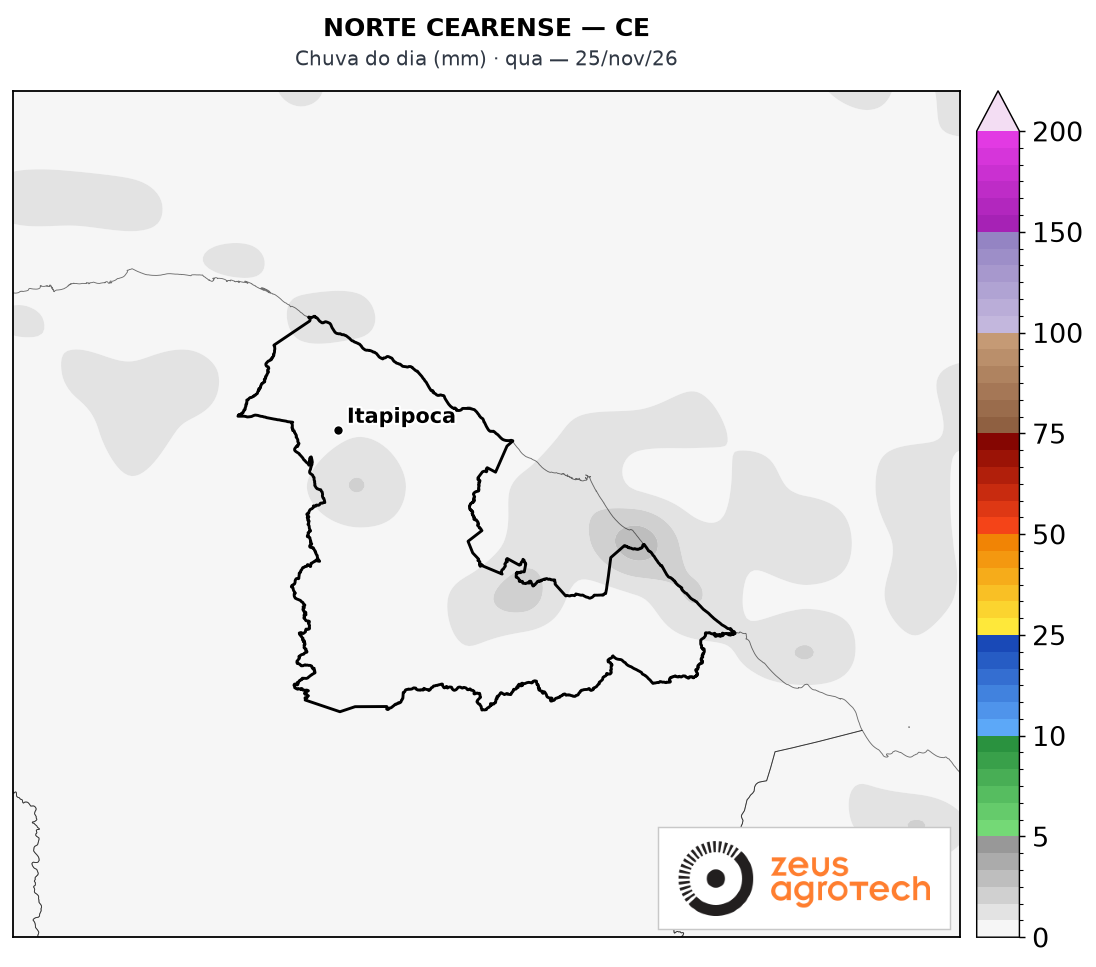 NORTE CEARENSE — CE
Chuva do dia (mm) · qua — 25/nov/26
Itapipoca
200
150
100
75
50
25
10
5
0
zeus
agrotech